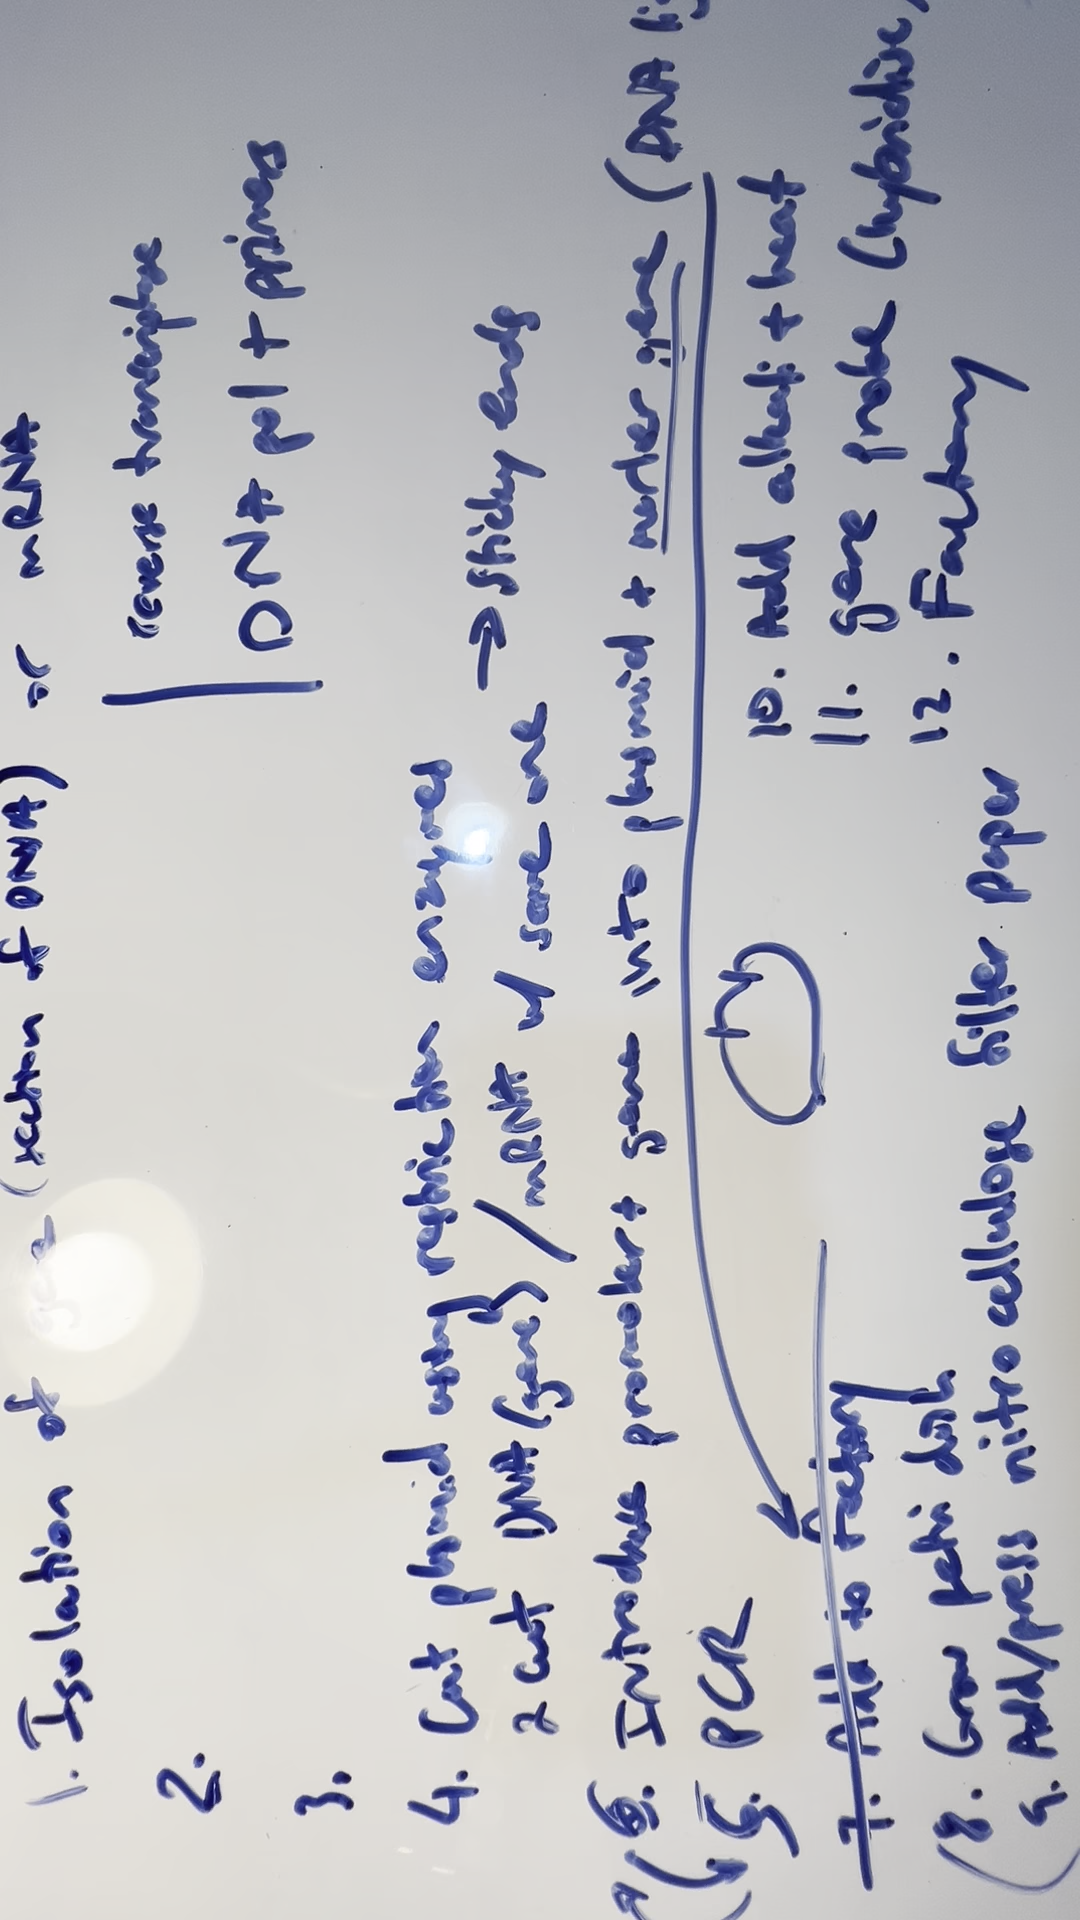 1. Isolation of gene (section of DNA) or mRNA
2. reverse transcriptase
3. DNA pol + primers
4. Cut plasmid using restriction enzymes
& cut DNA (gene) / mRNA w/ same one → sticky ends
6. Introduce promoter + gene into plasmid + marker gene (DNA lig
5. PCR
7. Add to factory
8. Grow petri dish
9. Add/press nitro cellulose filter paper
10. Add alkali + heat
11. gene probe (hybridise)
12. Factory